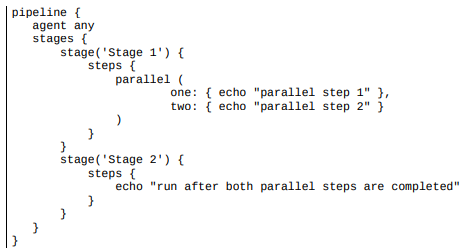 pipeline {
   agent any
   stages {
       stage('Stage 1') {
           steps {
               parallel (
                       one: { echo "parallel step 1" },
                       two: { echo "parallel step 2" }
               )
           }
       }
       stage('Stage 2') {
           steps {
               echo "run after both parallel steps are completed"
           }
       }
   }
}